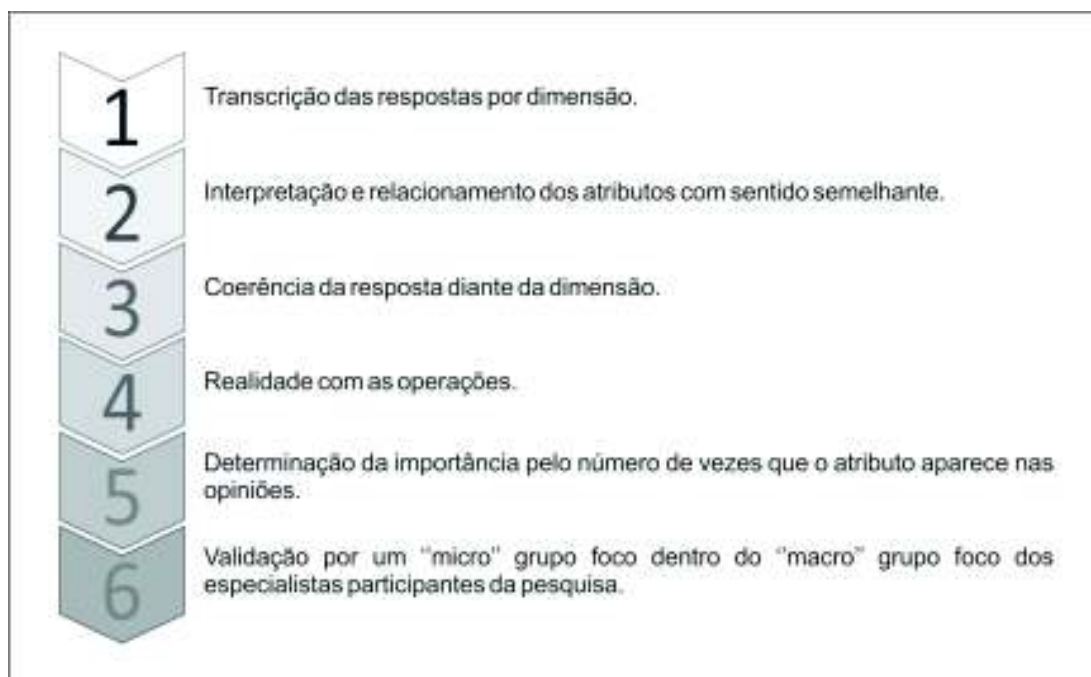 1
Transcrição das respostas por dimensão.
2
Interpretação e relacionamento dos atributos com sentido semelhante.
3
Coerência da resposta diante da dimensão.
4
Realidade com as operações.
5
Determinação da importância pelo número de vezes que o atributo aparece nas
opiniões.
6
Validação por um “micro” grupo foco dentro do “macro” grupo foco dos
especialistas participantes da pesquisa.